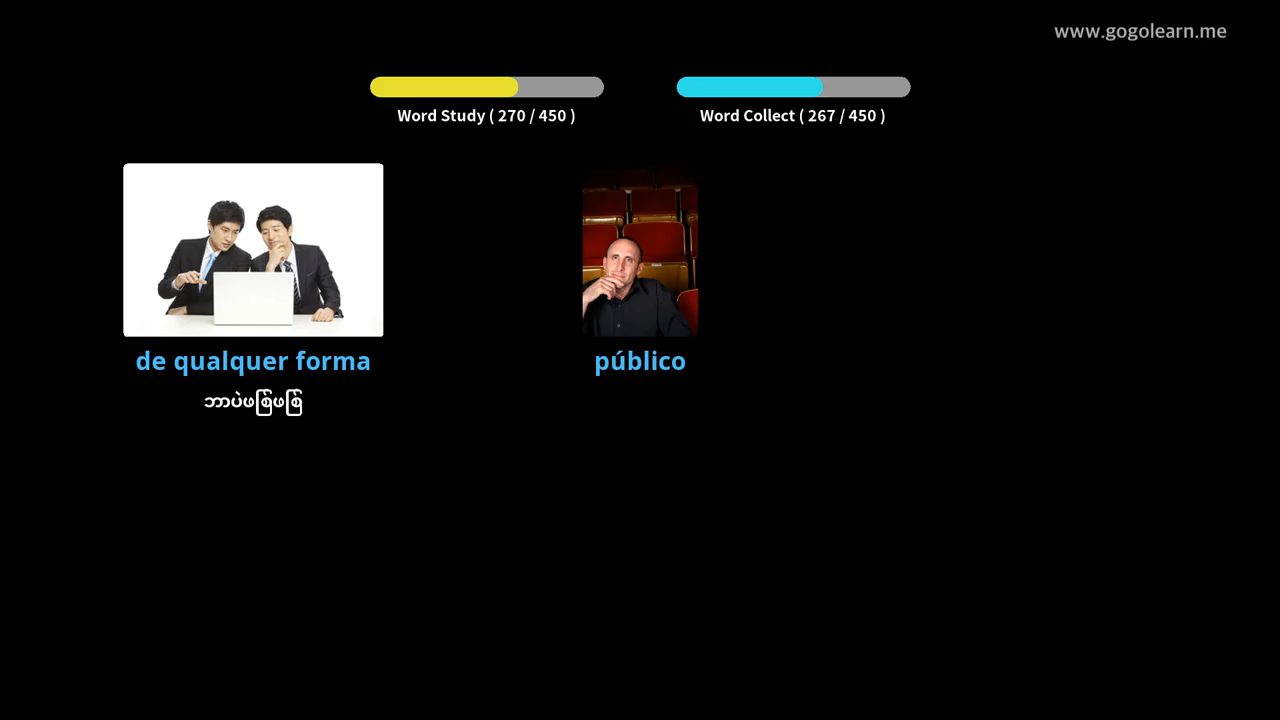 www.gogolearn.me
Word Study ( 270 / 450 )
Word Collect ( 267 / 450 )
de qualquer forma
público
ဘာပဲဖြစ်ဖြစ်